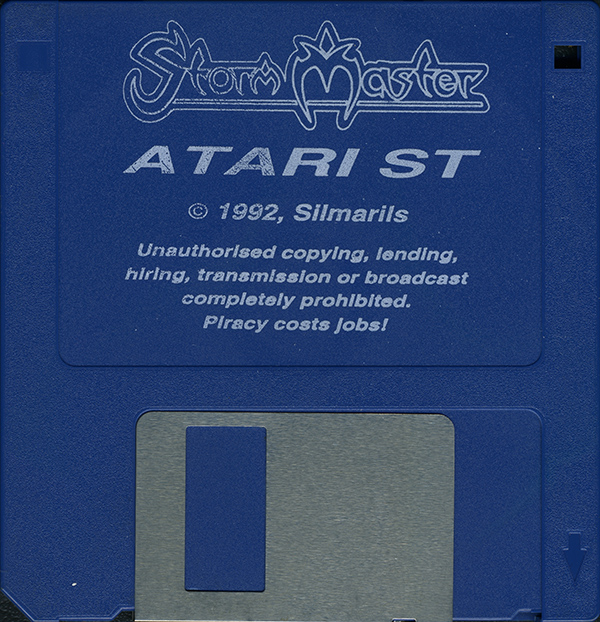 Storm Master
ATARI ST
© 1992, Silmarils
Unauthorised copying, lending,
hiring, transmission or broadcast
completely prohibited.
Piracy costs jobs!